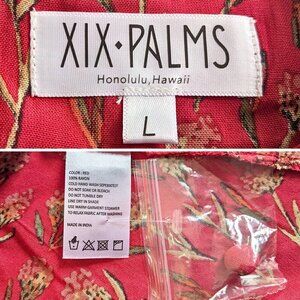 XIX•PALMS
Honolulu, Hawaii
L
COLOR : RED
100% RAYON
COLD HAND WASH SEPERATELY
DO NOT SOAK OR BLEACH
DO NOT TUMBLE DRY
LINE DRY IN SHADE
USE WARM GARMENT STEAMER
TO RELAX FABRIC AFTER WASHING
MADE IN INDIA